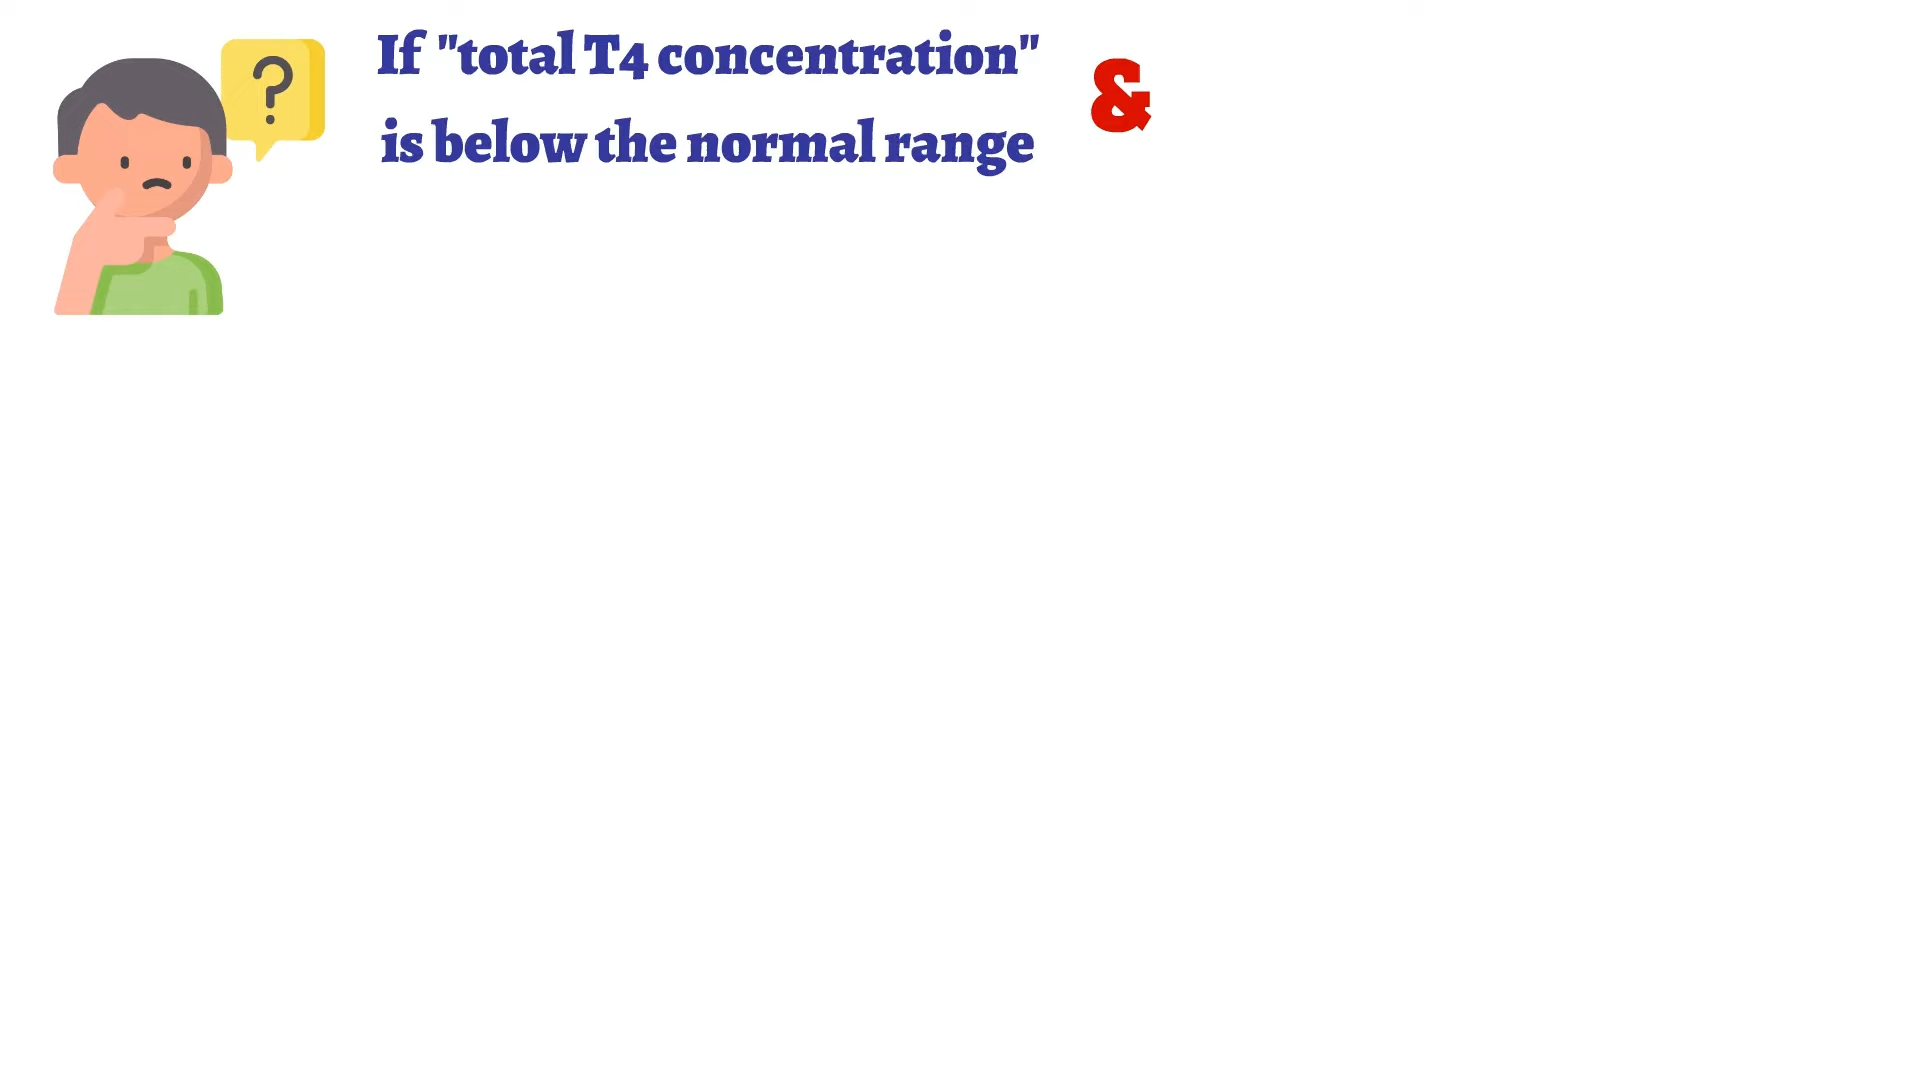 ?
If "total T4 concentration"
is below the normal range
&